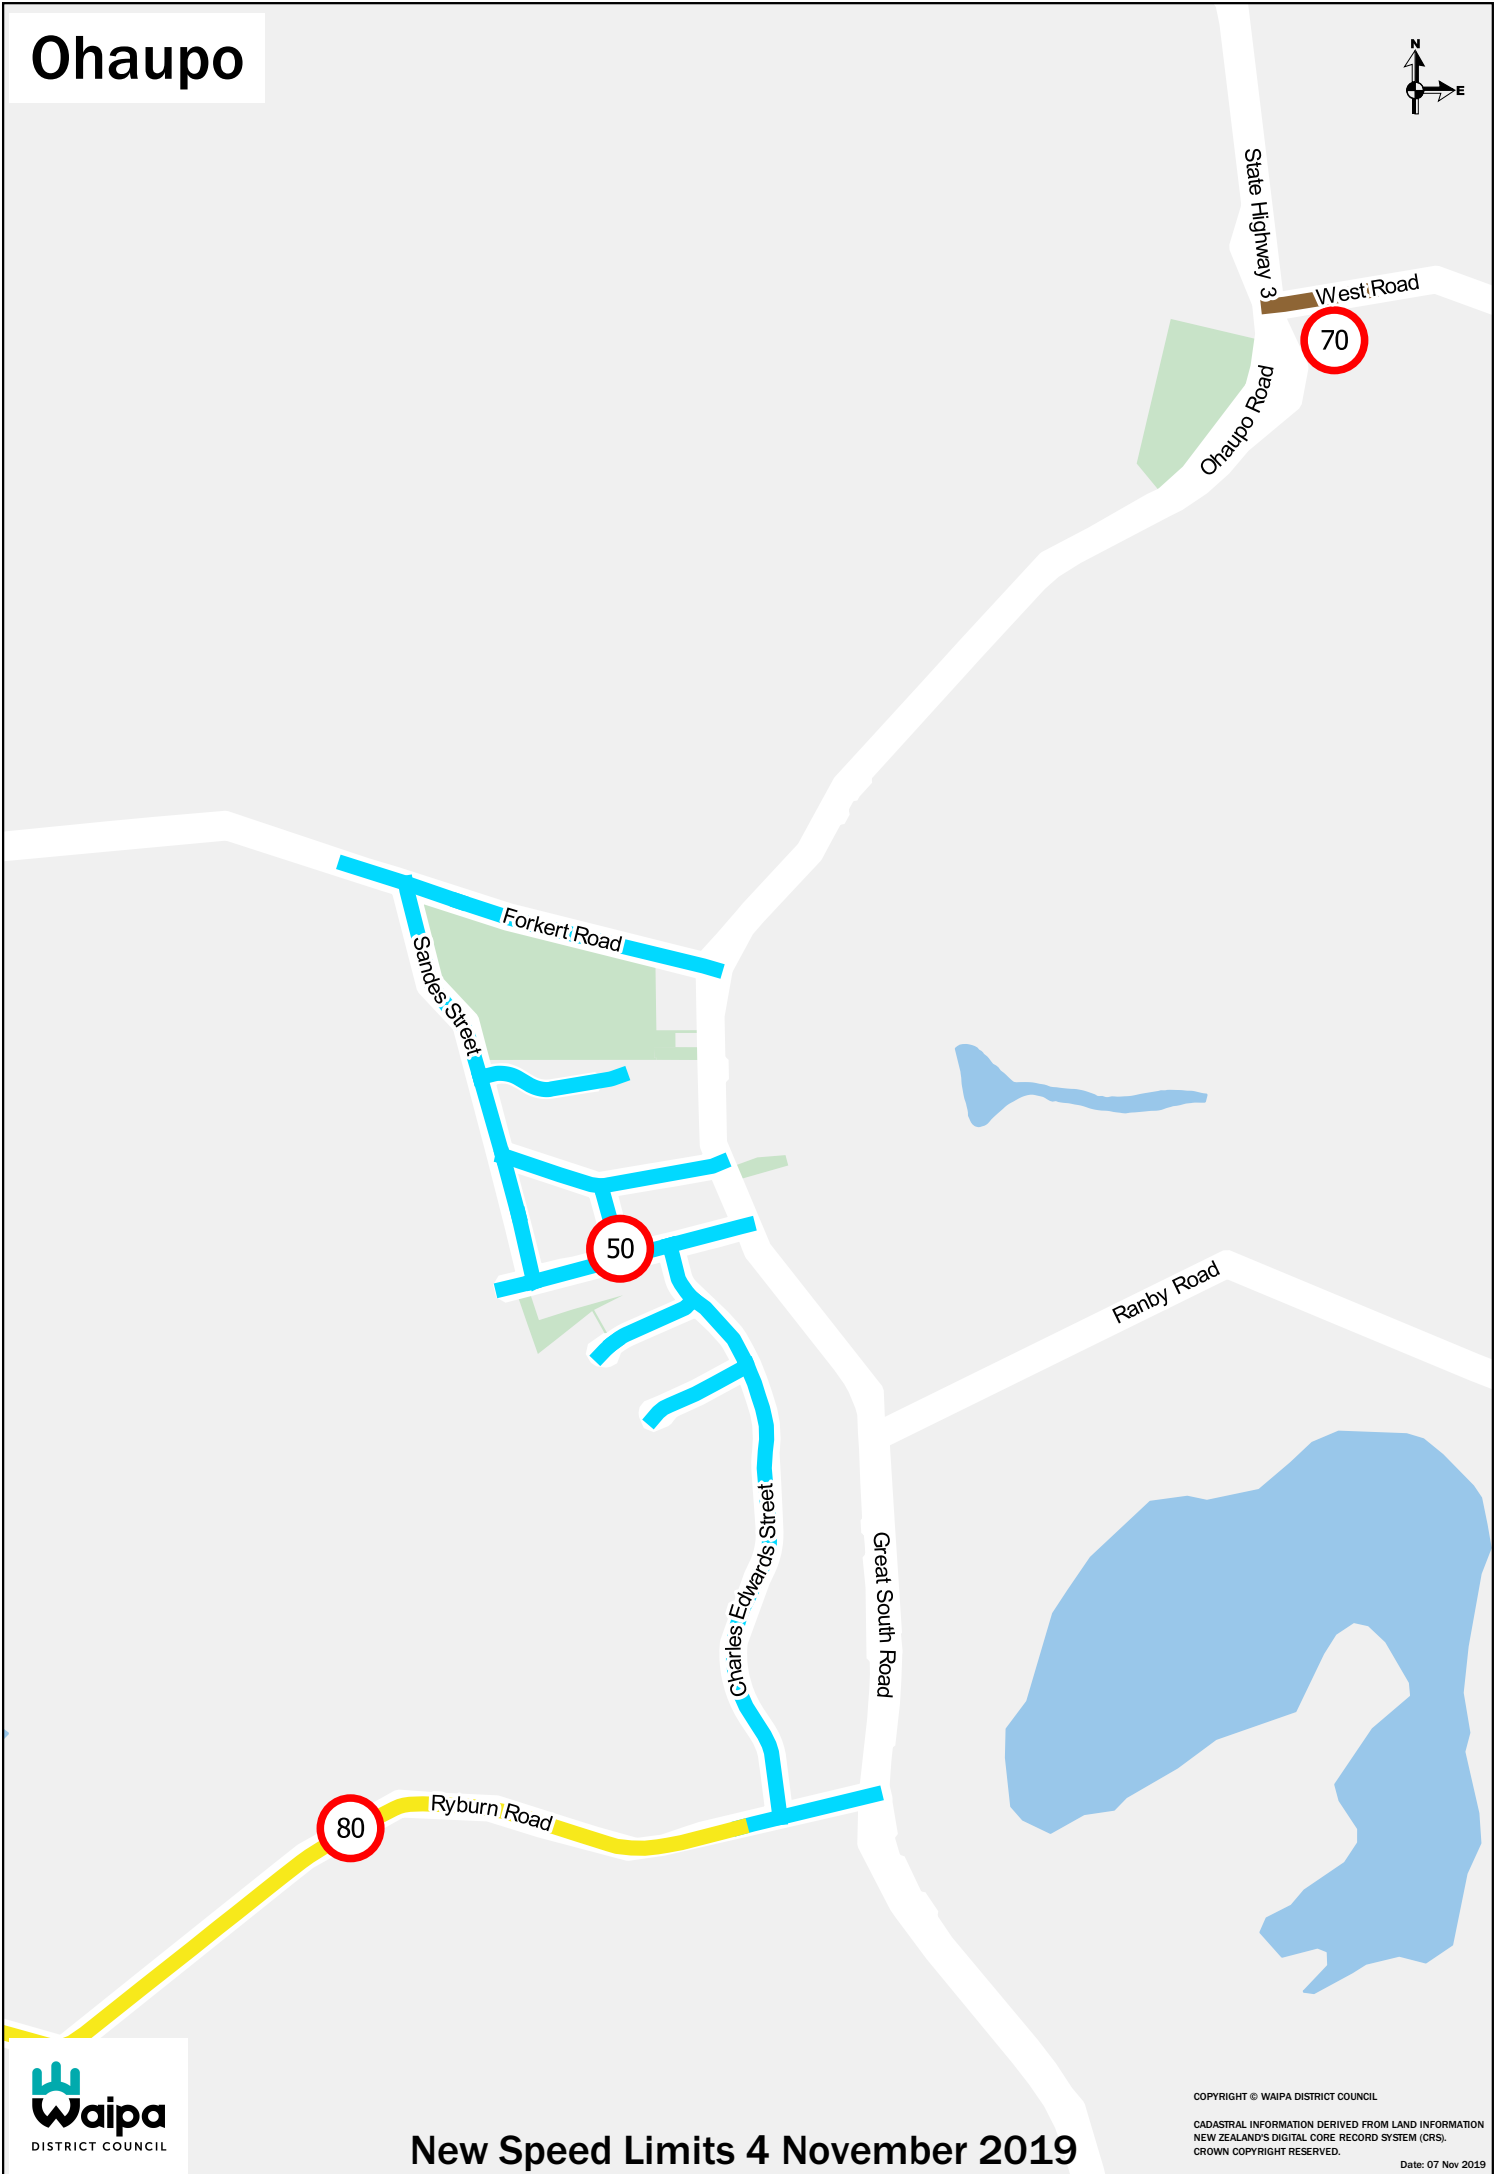 Ohaupo
N
E
State Highway 3
West Road
70
Ohaupo Road
Forkert Road
Sandes Street
50
Ranby Road
Charles Edwards Street
Great South Road
80
Ryburn Road
Waipa
DISTRICT COUNCIL
New Speed Limits 4 November 2019
COPYRIGHT © WAIPA DISTRICT COUNCIL
CADASTRAL INFORMATION DERIVED FROM LAND INFORMATION
NEW ZEALAND'S DIGITAL CORE RECORD SYSTEM (CRS).
CROWN COPYRIGHT RESERVED.
Date: 07 Nov 2019